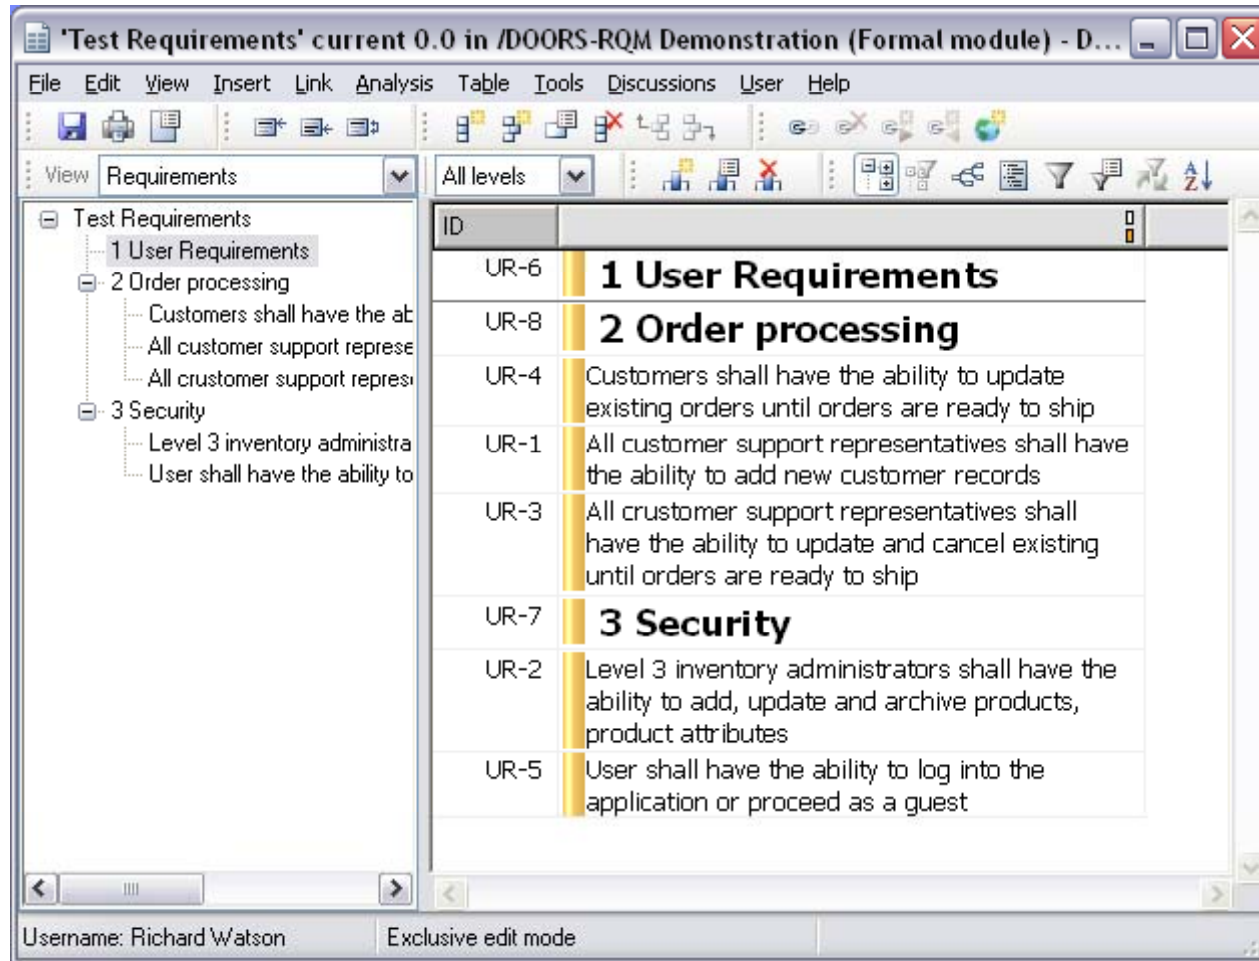 'Test Requirements' current 0.0 in /DOORS-RQM Demonstration (Formal module) - D...
File Edit View Insert Link Analysis Table Tools Discussions User Help
View Requirements All levels
Test Requirements
1 User Requirements
2 Order processing
Customers shall have the ab
All customer support represe
All crustomer support repres
3 Security
Level 3 inventory administra
User shall have the ability to
ID
UR-6 1 User Requirements
UR-8 2 Order processing
UR-4 Customers shall have the ability to update
existing orders until orders are ready to ship
UR-1 All customer support representatives shall have
the ability to add new customer records
UR-3 All crustomer support representatives shall
have the ability to update and cancel existing
until orders are ready to ship
UR-7 3 Security
UR-2 Level 3 inventory administrators shall have the
ability to add, update and archive products,
product attributes
UR-5 User shall have the ability to log into the
application or proceed as a guest
Username: Richard Watson Exclusive edit mode